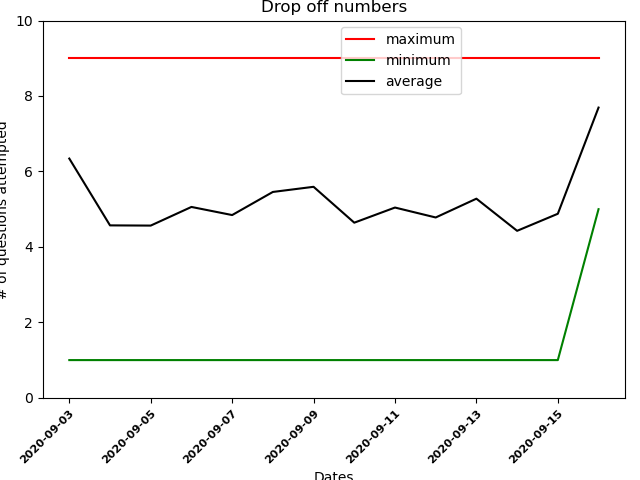 Drop off numbers
10
8
6
4
2
0
# of questions attempted
maximum
minimum
average
2020-09-03
2020-09-05
2020-09-07
2020-09-09
2020-09-11
2020-09-13
2020-09-15
Dates